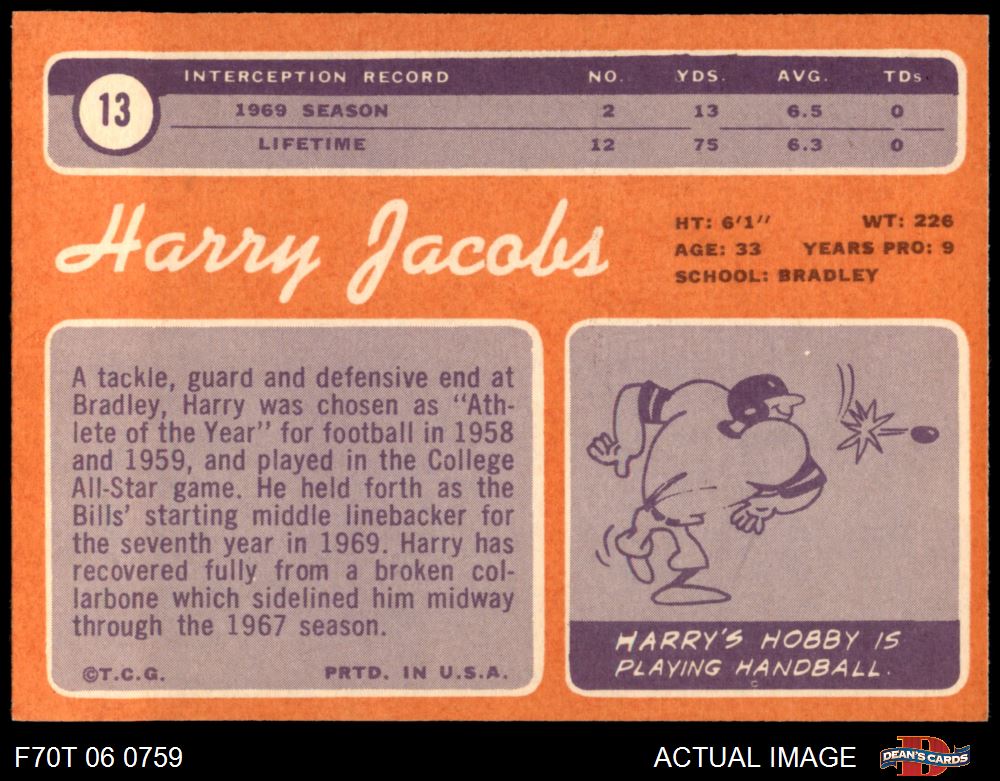 13
INTERCEPTION RECORD NO. YDS. AVG. TDs
1969 SEASON 2 13 6.5 0
LIFETIME 12 75 6.3 0
Harry Jacobs
HT: 6'1" WT: 226
AGE: 33 YEARS PRO: 9
SCHOOL: BRADLEY
A tackle, guard and defensive end at
Bradley, Harry was chosen as “Ath-
lete of the Year” for football in 1958
and 1959, and played in the College
All-Star game. He held forth as the
Bills’ starting middle linebacker for
the seventh year in 1969. Harry has
recovered fully from a broken col-
larbone which sidelined him midway
through the 1967 season.
©T.C.G. PRTD. IN U.S.A.
HARRY'S HOBBY IS
PLAYING HANDBALL.
F70T 06 0759 ACTUAL IMAGE DEAN'S CARDS